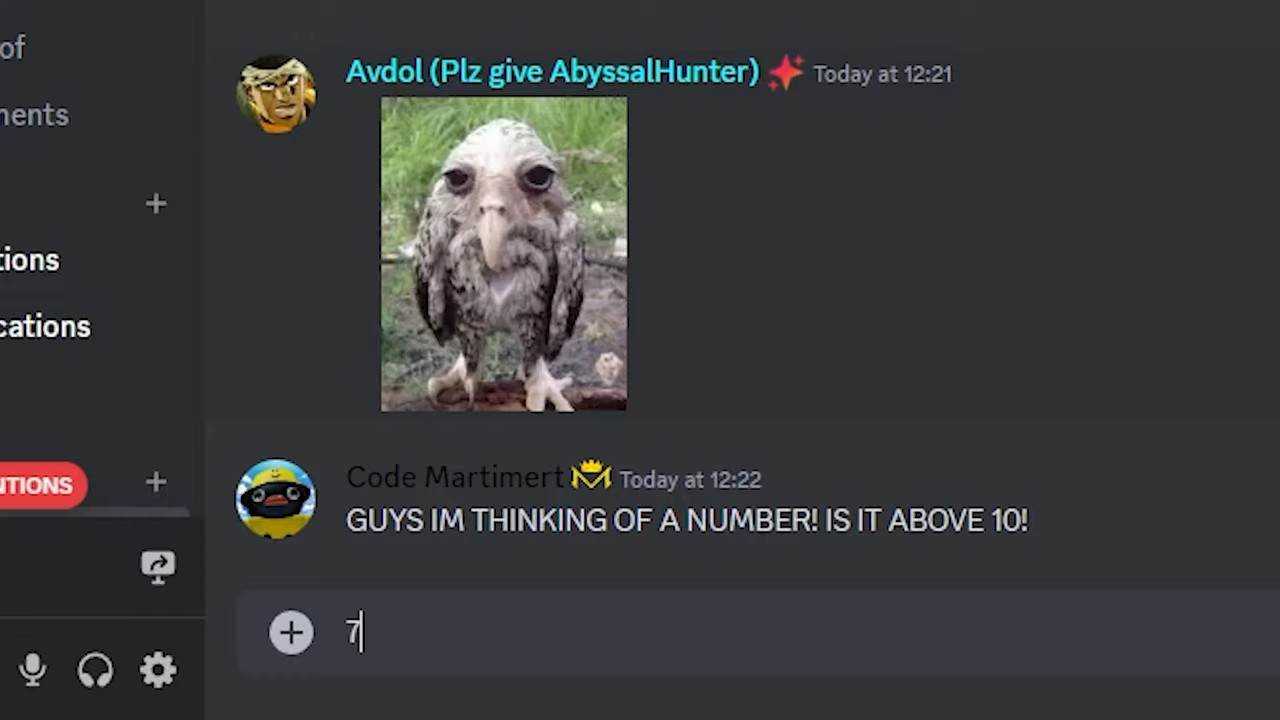 of
Avdol (Plz give AbyssalHunter) Today at 12:21
nents
tions
cations
Code Martimert Today at 12:22
NTIONS
GUYS IM THINKING OF A NUMBER! IS IT ABOVE 10!
7